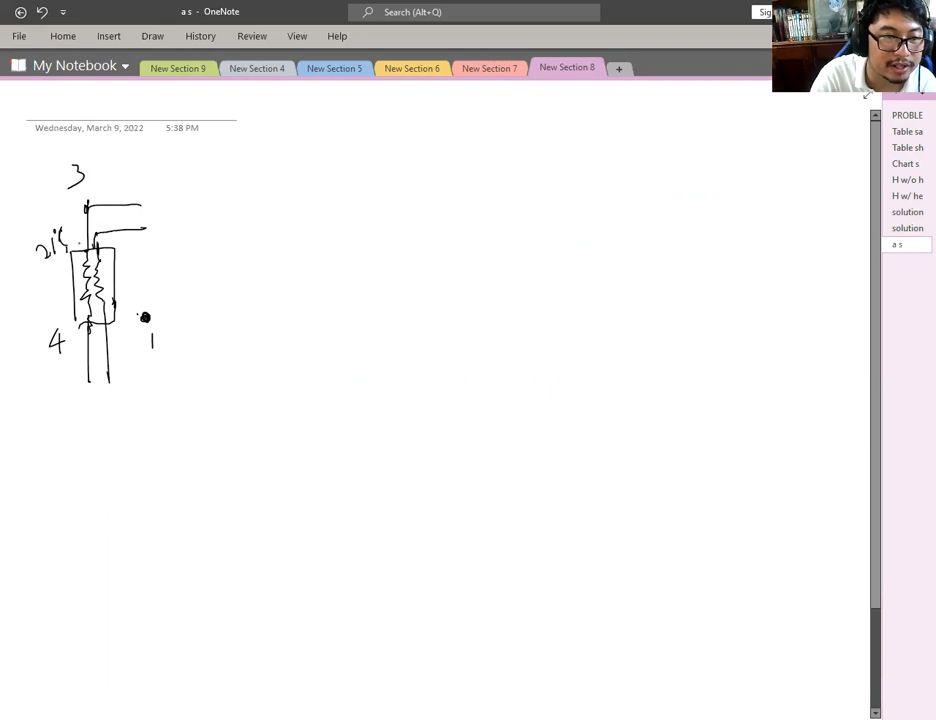 a s - OneNote
Search (Alt+Q)
File Home Insert Draw History Review View Help
My Notebook
New Section 9
New Section 4
New Section 5
New Section 6
New Section 7
New Section 8
Wednesday, March 9, 2022 5:38 PM
3
4
1
PROBLE
Table sa
Table sh
Chart s
H w/o h
H w/ he
solution
solution
a s